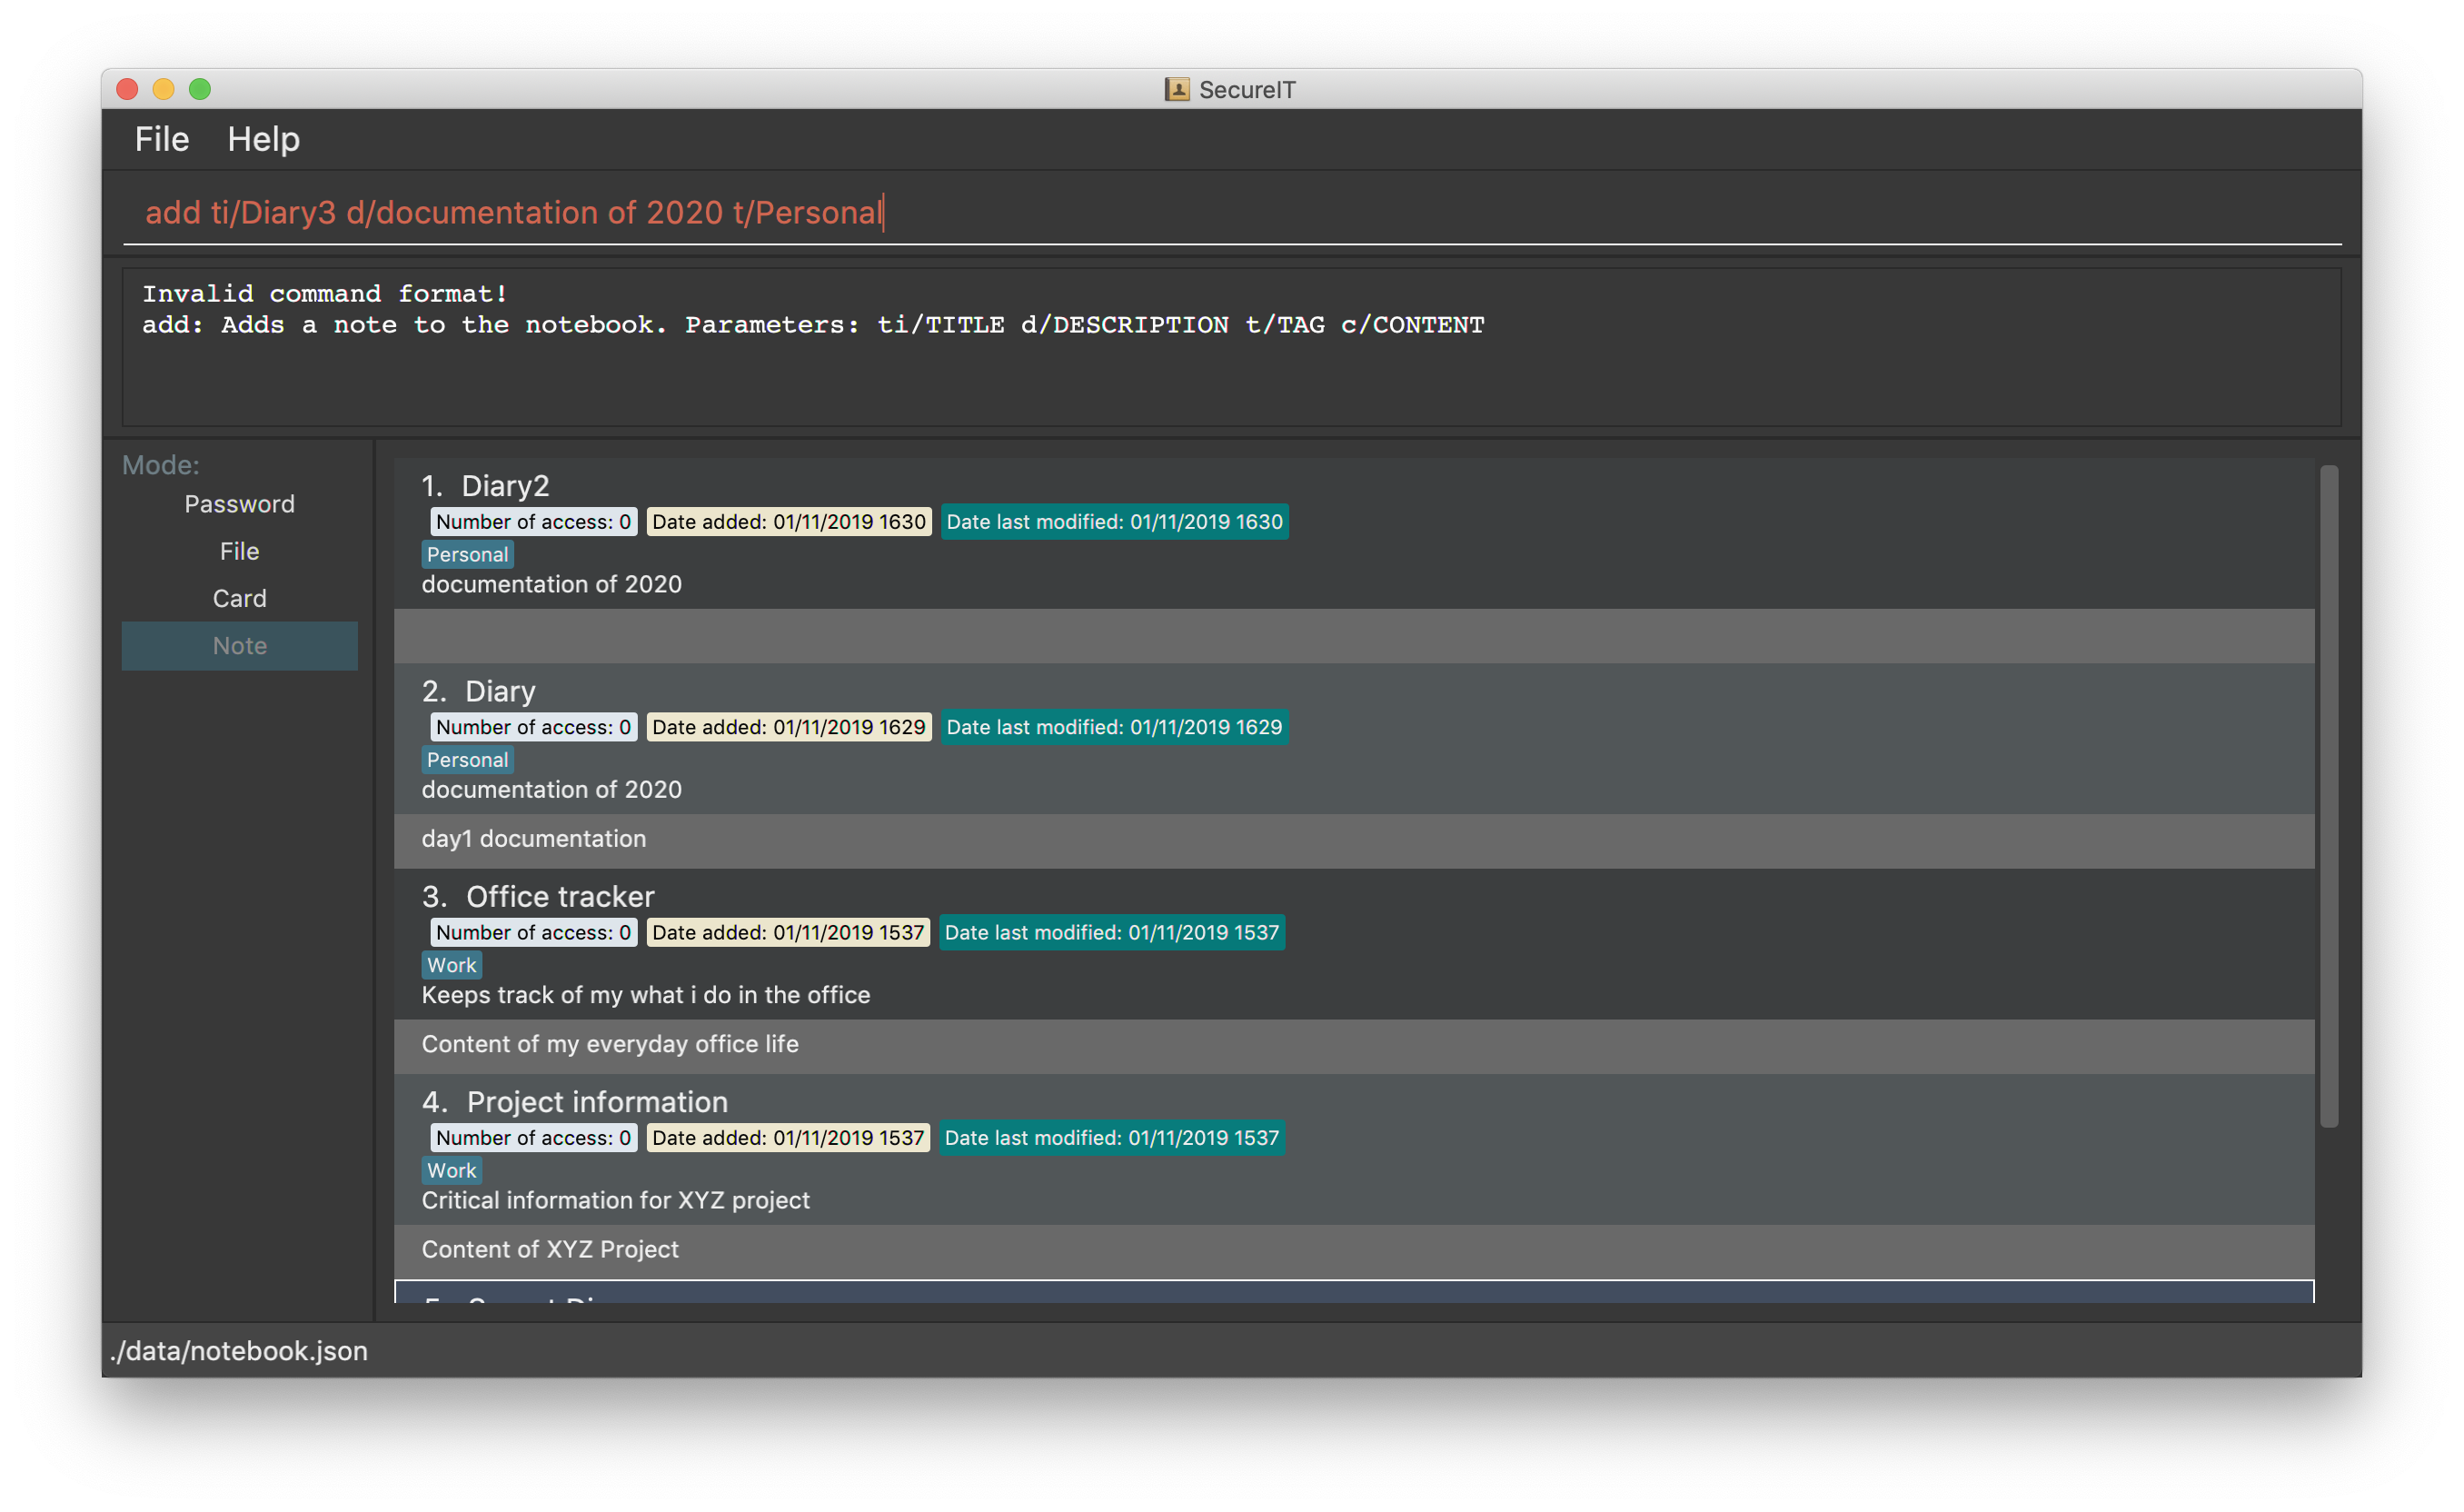 SecureIT
File Help
add ti/Diary3 d/documentation of 2020 t/Personal
Invalid command format!
add: Adds a note to the notebook. Parameters: ti/TITLE d/DESCRIPTION t/TAG c/CONTENT
Mode:
Password
File
Card
Note
1. Diary2
Number of access: 0 Date added: 01/11/2019 1630 Date last modified: 01/11/2019 1630
Personal
documentation of 2020
2. Diary
Number of access: 0 Date added: 01/11/2019 1629 Date last modified: 01/11/2019 1629
Personal
documentation of 2020
day1 documentation
3. Office tracker
Number of access: 0 Date added: 01/11/2019 1537 Date last modified: 01/11/2019 1537
Work
Keeps track of my what i do in the office
Content of my everyday office life
4. Project information
Number of access: 0 Date added: 01/11/2019 1537 Date last modified: 01/11/2019 1537
Work
Critical information for XYZ project
Content of XYZ Project
./data/notebook.json